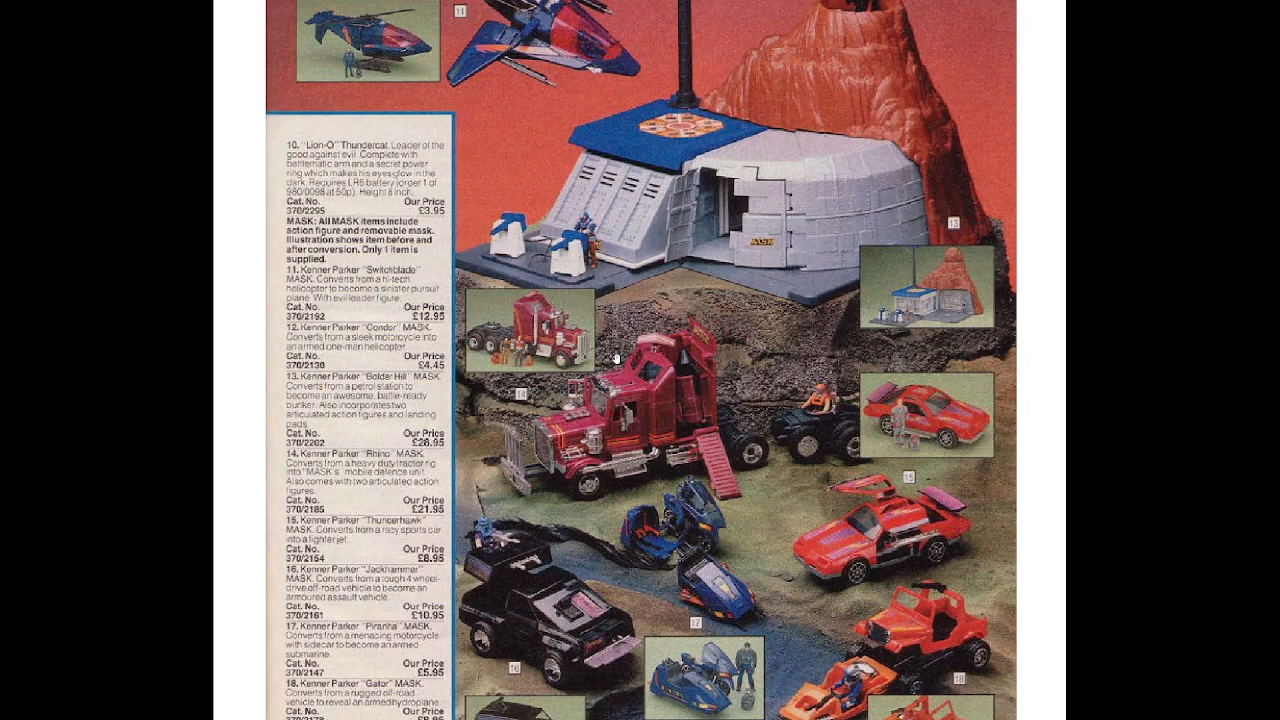 11
10. "Lion-O" Thundercat. Leader of the
good against evil. Complete with
battlematic arm and a secret power
ring which makes his eyes glow in the
dark. Requires LR6 battery (order 1 of
980/0098 at 50p). Height 8 inch.
Cat. No. Our Price
370/2295 £3.95
MASK: All MASK items include
action figure and removable mask.
Illustration shows item before and
after conversion. Only 1 item is
supplied.
11. Kenner Parker "Switchblade"
MASK. Converts from a hi-tech
helicopter to become a sinister pursuit
plane. With evil leader figure.
Cat. No. Our Price
370/2192 £12.95
12. Kenner Parker "Condor" MASK.
Converts from a sleek motorcycle into
an armed one-man helicopter.
Cat. No. Our Price
370/2130 £4.45
13. Kenner Parker "Bolder Hill" MASK.
Converts from a petrol station to
become an awesome, battle-ready
bunker. Also incorporates two
articulated action figures and landing
pads.
Cat. No. Our Price
370/2202 £28.95
14. Kenner Parker "Rhino" MASK.
Converts from a heavy duty tractor rig
into "MASK's" mobile defence unit.
Also comes with two articulated action
figures.
Cat. No. Our Price
370/2185 £21.95
15. Kenner Parker "Thunderhawk"
MASK. Converts from a racy sports car
into a fighter jet.
Cat. No. Our Price
370/2154 £8.95
16. Kenner Parker "Jackhammer"
MASK. Converts from a tough 4 wheel-
drive off-road vehicle to become an
armoured assault vehicle.
Cat. No. Our Price
370/2161 £10.95
17. Kenner Parker "Piranha" MASK.
Converts from a menacing motorcycle
with sidecar to become an armed
submarine.
Cat. No. Our Price
370/2147 £5.95
18. Kenner Parker "Gator" MASK.
Converts from a rugged off-road
vehicle to reveal an armed hydroplane.
Cat. No. Our Price
370/2178 £8.95
13
MASK
14
15
17
16
18